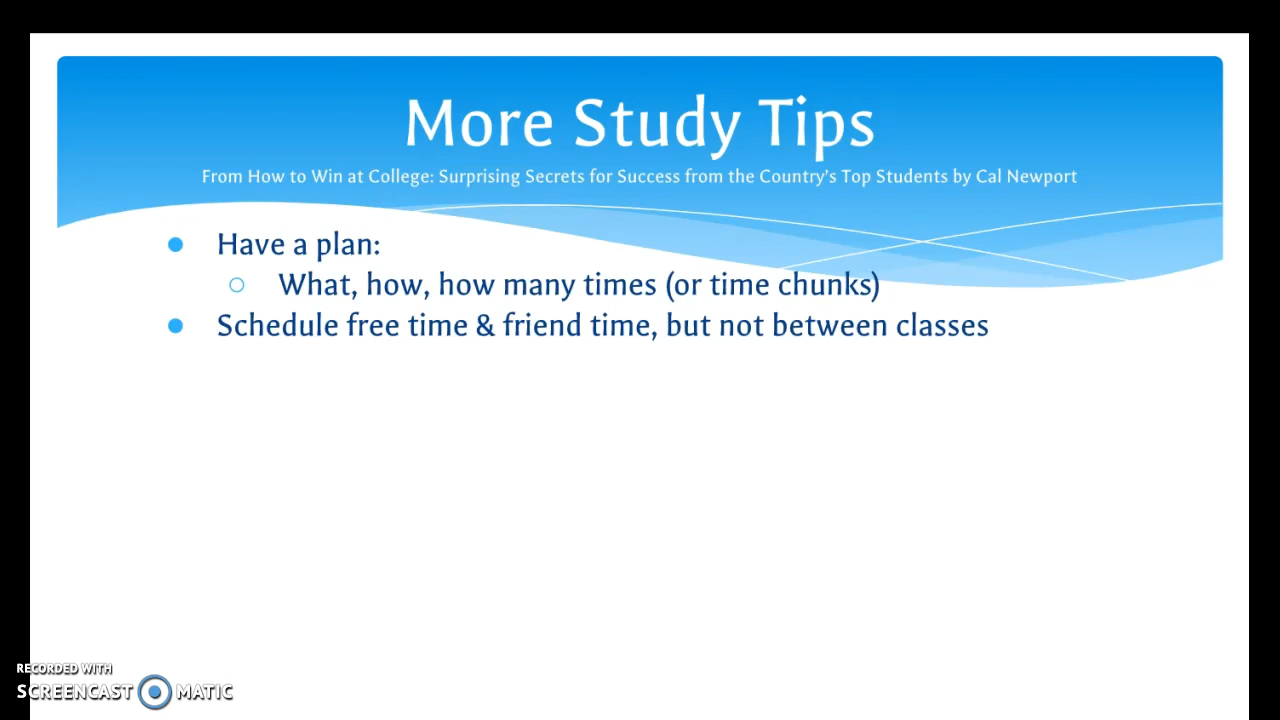 More Study Tips
From How to Win at College: Surprising Secrets for Success from the Country's Top Students by Cal Newport
● Have a plan:
○ What, how, how many times (or time chunks)
● Schedule free time & friend time, but not between classes
RECORDED WITH
SCREENCAST MATIC